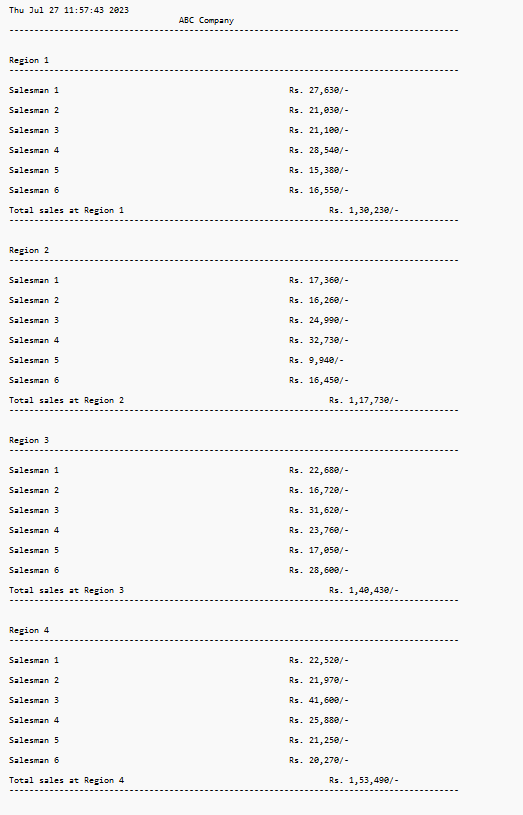 Thu Jul 27 11:57:43 2023
ABC Company
------------------------------------------------------------------------------------------
Region 1
------------------------------------------------------------------------------------------
Salesman 1 Rs. 27,630/-
Salesman 2 Rs. 21,030/-
Salesman 3 Rs. 21,100/-
Salesman 4 Rs. 28,540/-
Salesman 5 Rs. 15,380/-
Salesman 6 Rs. 16,550/-
Total sales at Region 1 Rs. 1,30,230/-
------------------------------------------------------------------------------------------
Region 2
------------------------------------------------------------------------------------------
Salesman 1 Rs. 17,360/-
Salesman 2 Rs. 16,260/-
Salesman 3 Rs. 24,990/-
Salesman 4 Rs. 32,730/-
Salesman 5 Rs. 9,940/-
Salesman 6 Rs. 16,450/-
Total sales at Region 2 Rs. 1,17,730/-
------------------------------------------------------------------------------------------
Region 3
------------------------------------------------------------------------------------------
Salesman 1 Rs. 22,680/-
Salesman 2 Rs. 16,720/-
Salesman 3 Rs. 31,620/-
Salesman 4 Rs. 23,760/-
Salesman 5 Rs. 17,050/-
Salesman 6 Rs. 28,600/-
Total sales at Region 3 Rs. 1,40,430/-
------------------------------------------------------------------------------------------
Region 4
------------------------------------------------------------------------------------------
Salesman 1 Rs. 22,520/-
Salesman 2 Rs. 21,970/-
Salesman 3 Rs. 41,600/-
Salesman 4 Rs. 25,880/-
Salesman 5 Rs. 21,250/-
Salesman 6 Rs. 20,270/-
Total sales at Region 4 Rs. 1,53,490/-
------------------------------------------------------------------------------------------